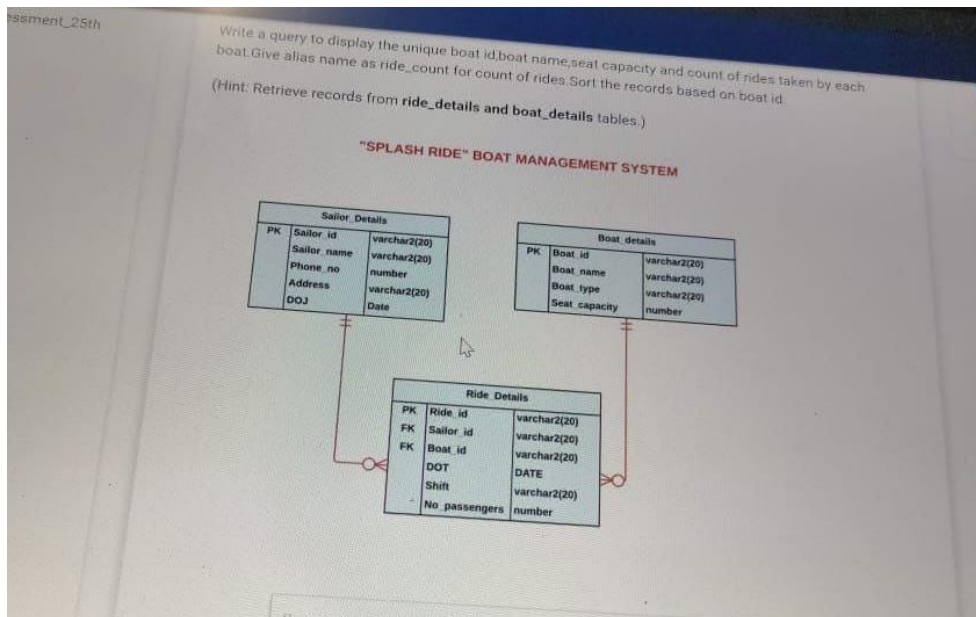 essment_25th
Write a query to display the unique boat id,boat name,seat capacity and count of rides taken by each
boat.Give alias name as ride_count for count of rides.Sort the records based on boat id.
(Hint: Retrieve records from ride_details and boat_details tables.)
"SPLASH RIDE" BOAT MANAGEMENT SYSTEM
Sailor_Details
PK Sailor_id varchar2(20)
Sailor_name varchar2(20)
Phone_no number
Address varchar2(20)
DOJ Date
Boat_details
PK Boat_id varchar2(20)
Boat_name varchar2(20)
Boat_type varchar2(20)
Seat_capacity number
Ride_Details
PK Ride_id varchar2(20)
FK Sailor_id varchar2(20)
FK Boat_id varchar2(20)
DOT DATE
Shift varchar2(20)
No_passengers number